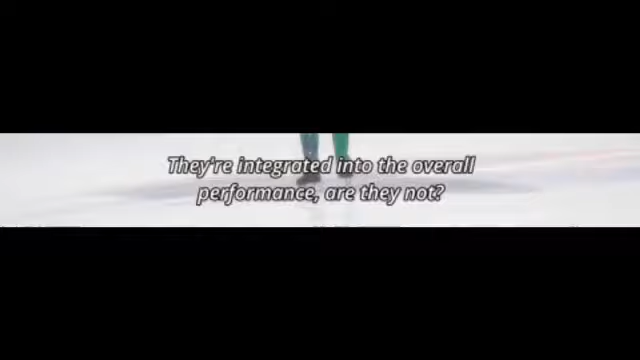 They're integrated into the overall
performance, are they not?